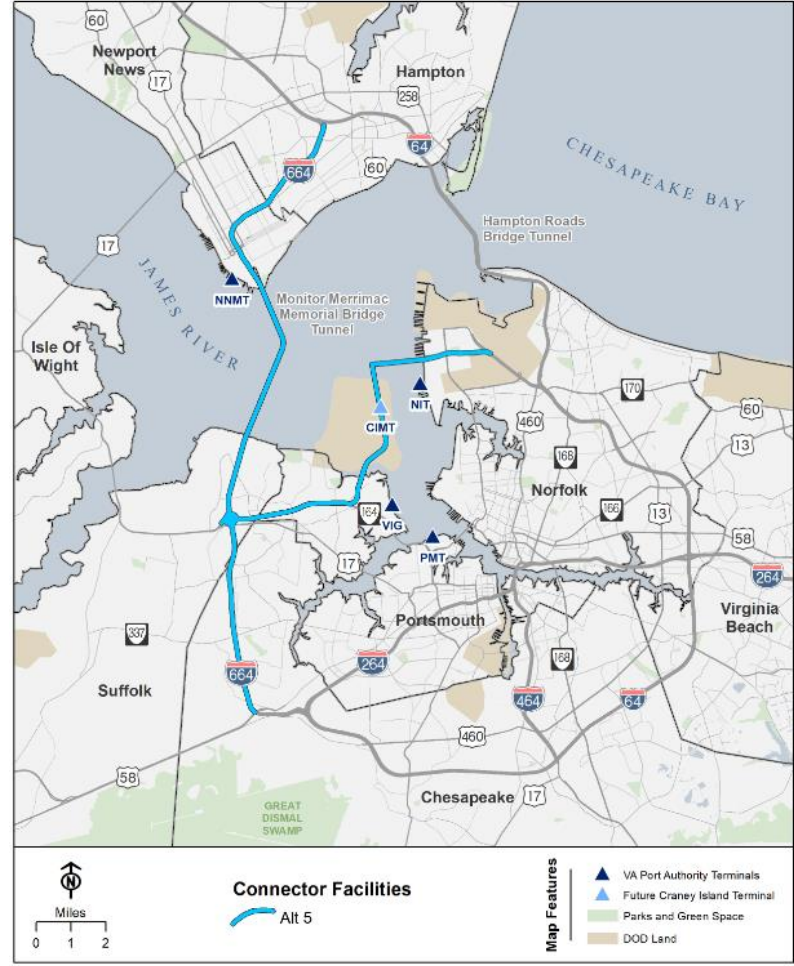 60
Newport
News
17
Hampton
258
64
664
60
CHESAPEAKE BAY
Hampton Roads
Bridge Tunnel
17
JAMES RIVER
NNMT
Monitor Merrimac
Memorial Bridge
Tunnel
Isle Of
Wight
NIT
170
CIMT
460
60
13
168
Norfolk
164
VIG
166
13
PMT
17
58
264
Portsmouth
Virginia
Beach
337
168
264
664
Suffolk
464
64
460
58
Chesapeake
17
GREAT
DISMAL
SWAMP
N
Miles
0 1 2
Connector Facilities
Alt 5
Map Features
VA Port Authority Terminals
Future Craney Island Terminal
Parks and Green Space
DOD Land